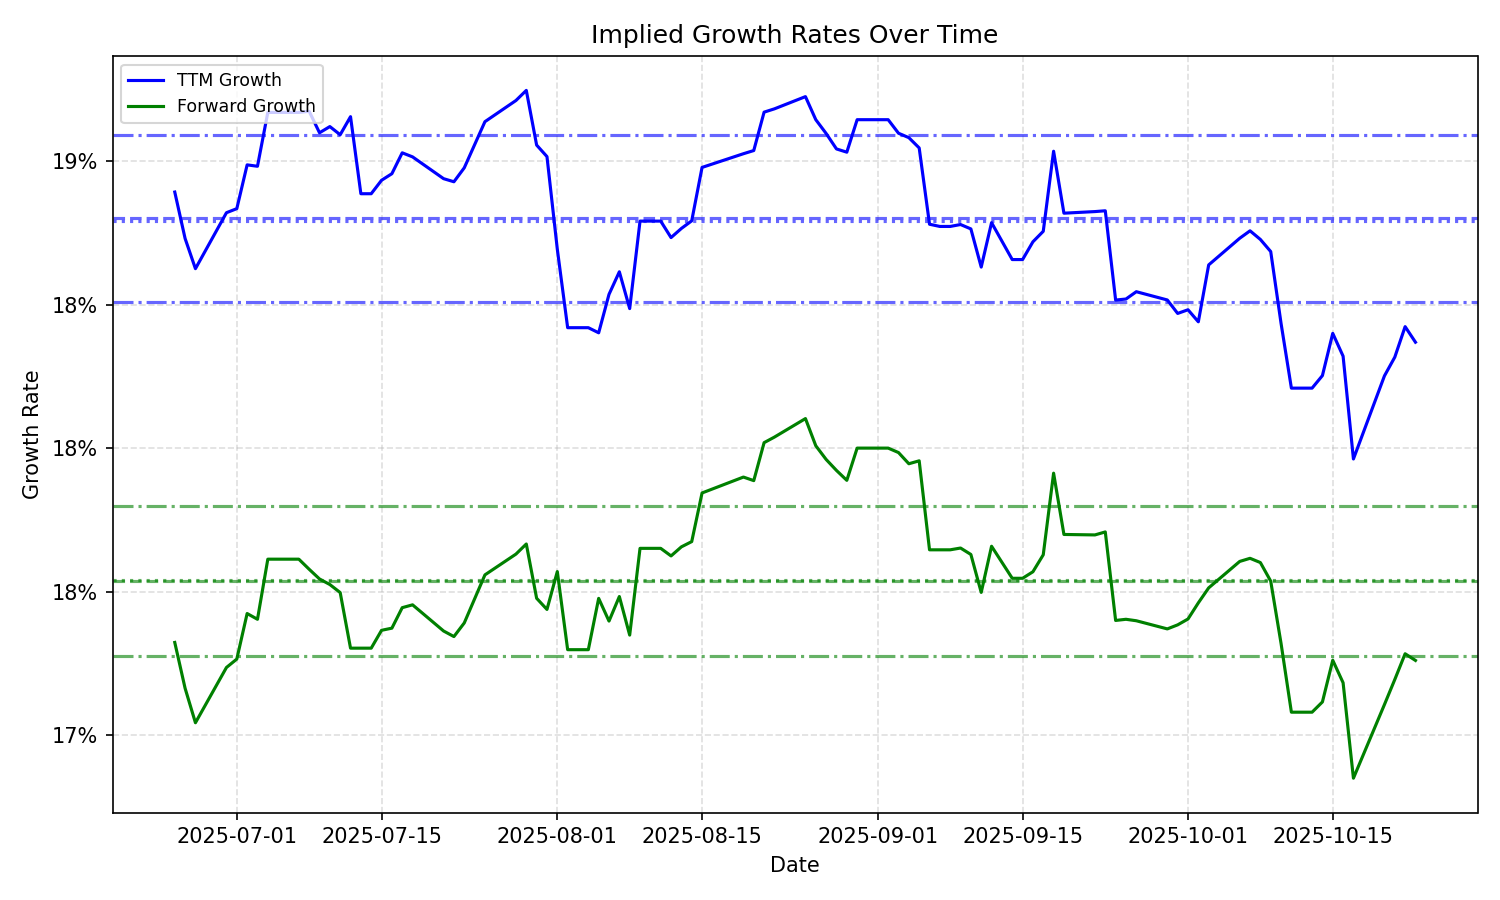 Implied Growth Rates Over Time
TTM Growth
Forward Growth
19%
18%
18%
18%
17%
Growth Rate
2025-07-01 2025-07-15 2025-08-01 2025-08-15 2025-09-01 2025-09-15 2025-10-01 2025-10-15
Date